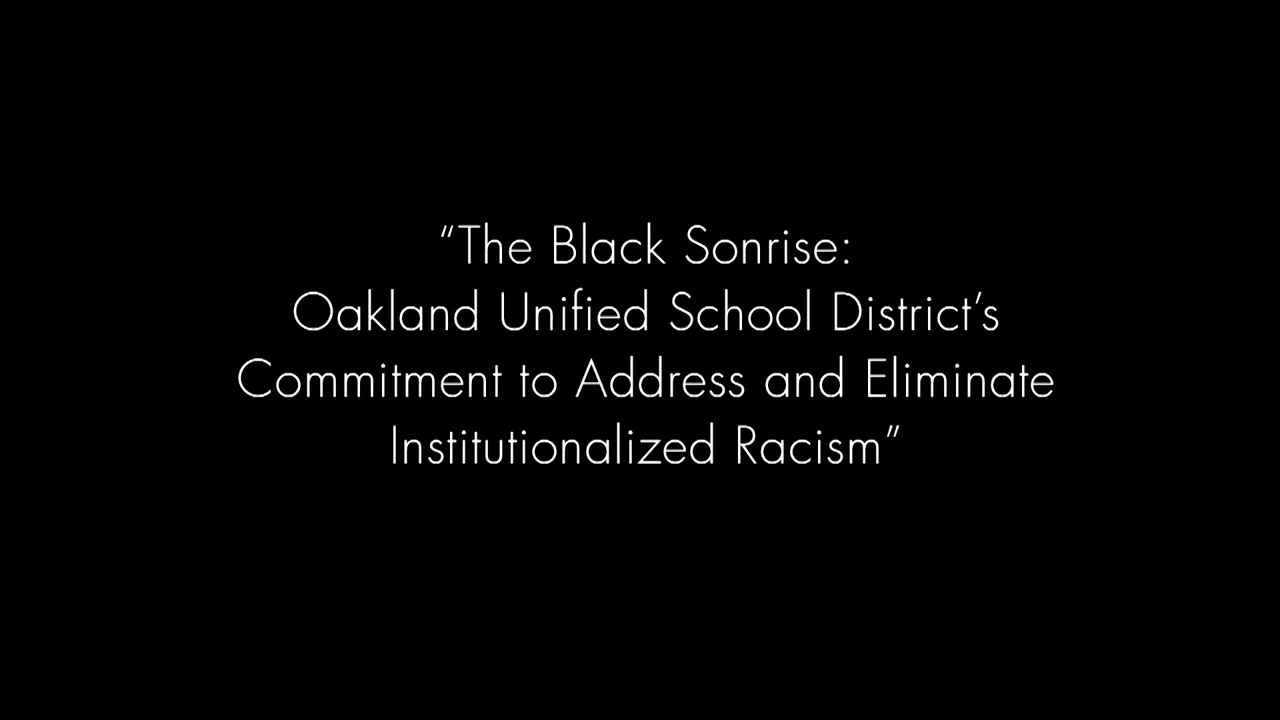 “The Black Sonrise:
Oakland Unified School District’s
Commitment to Address and Eliminate
Institutionalized Racism”